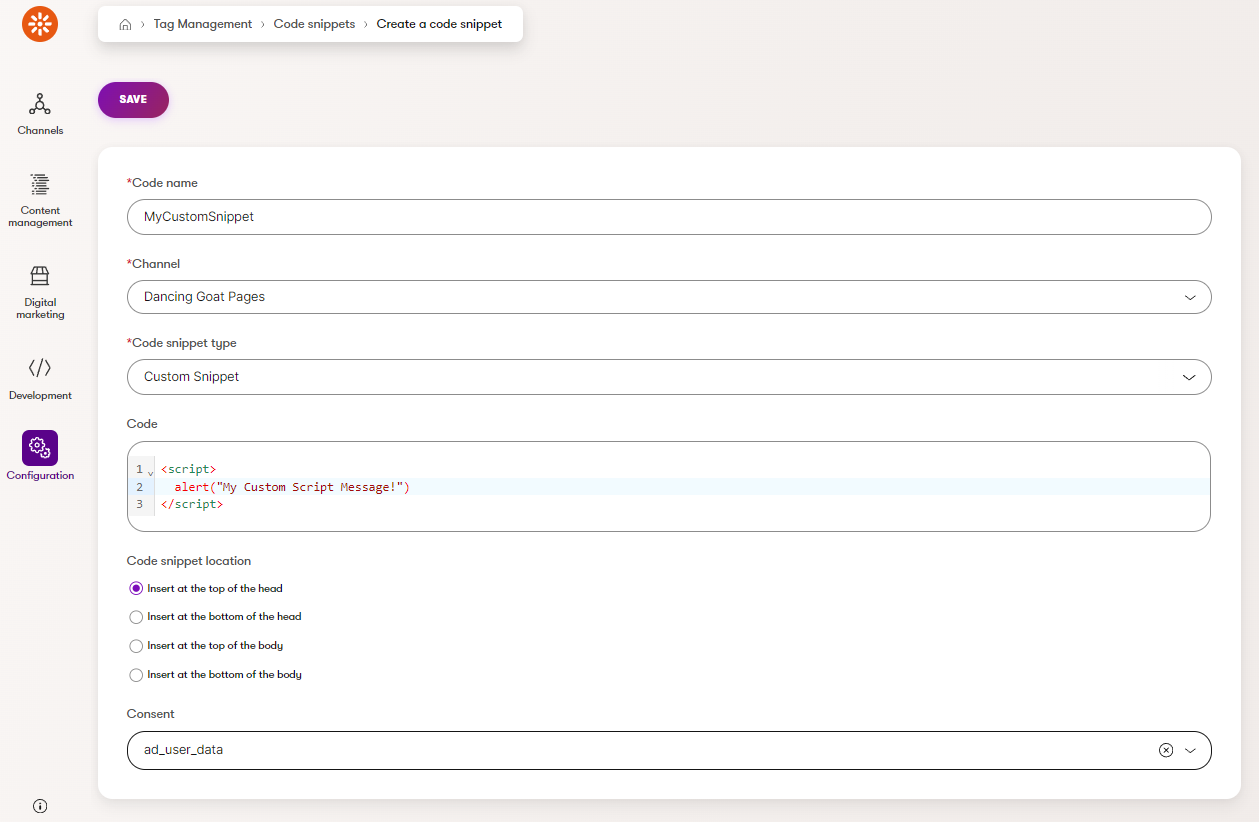 Tag Management › Code snippets › Create a code snippet
SAVE
Channels
Content
management
Digital
marketing
Development
Configuration
*Code name
MyCustomSnippet
*Channel
Dancing Goat Pages
*Code snippet type
Custom Snippet
Code
1 <script>
2 alert("My Custom Script Message!")
3 </script>
Code snippet location
Insert at the top of the head
Insert at the bottom of the head
Insert at the top of the body
Insert at the bottom of the body
Consent
ad_user_data